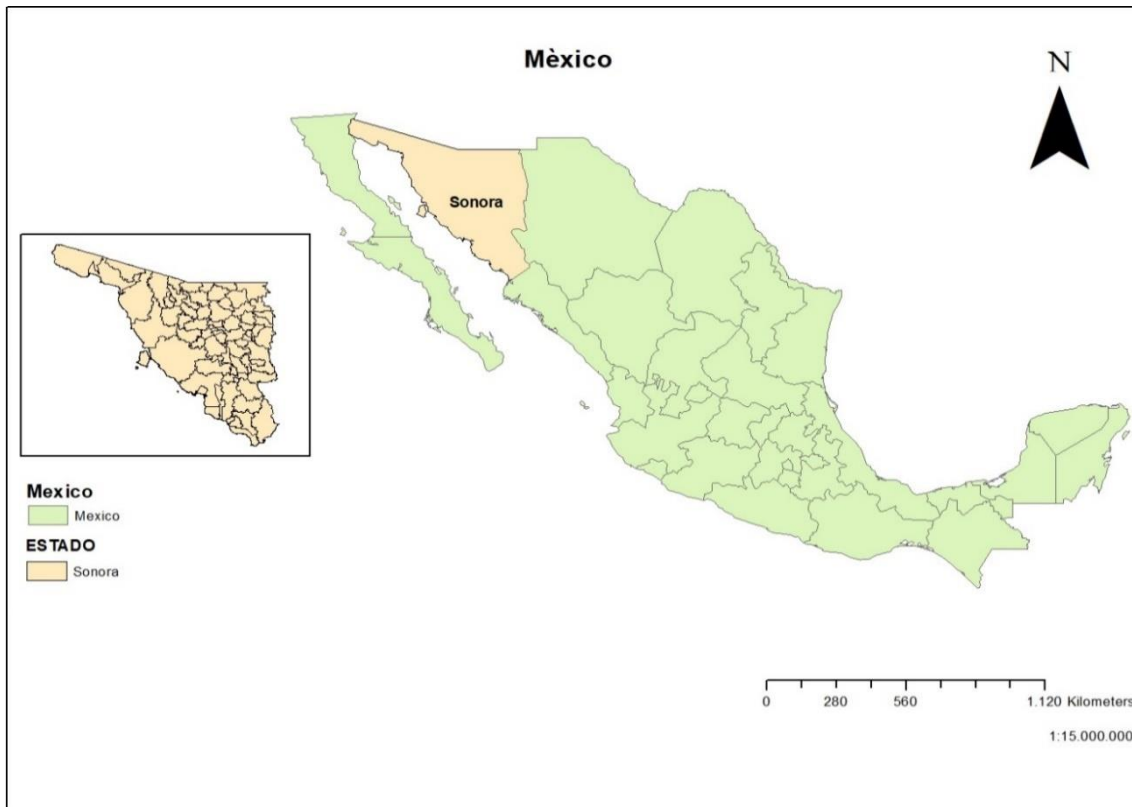 Mèxico
N
Sonora
Mexico
Mexico
ESTADO
Sonora
0 280 560 1.120 Kilometers
1:15.000.000